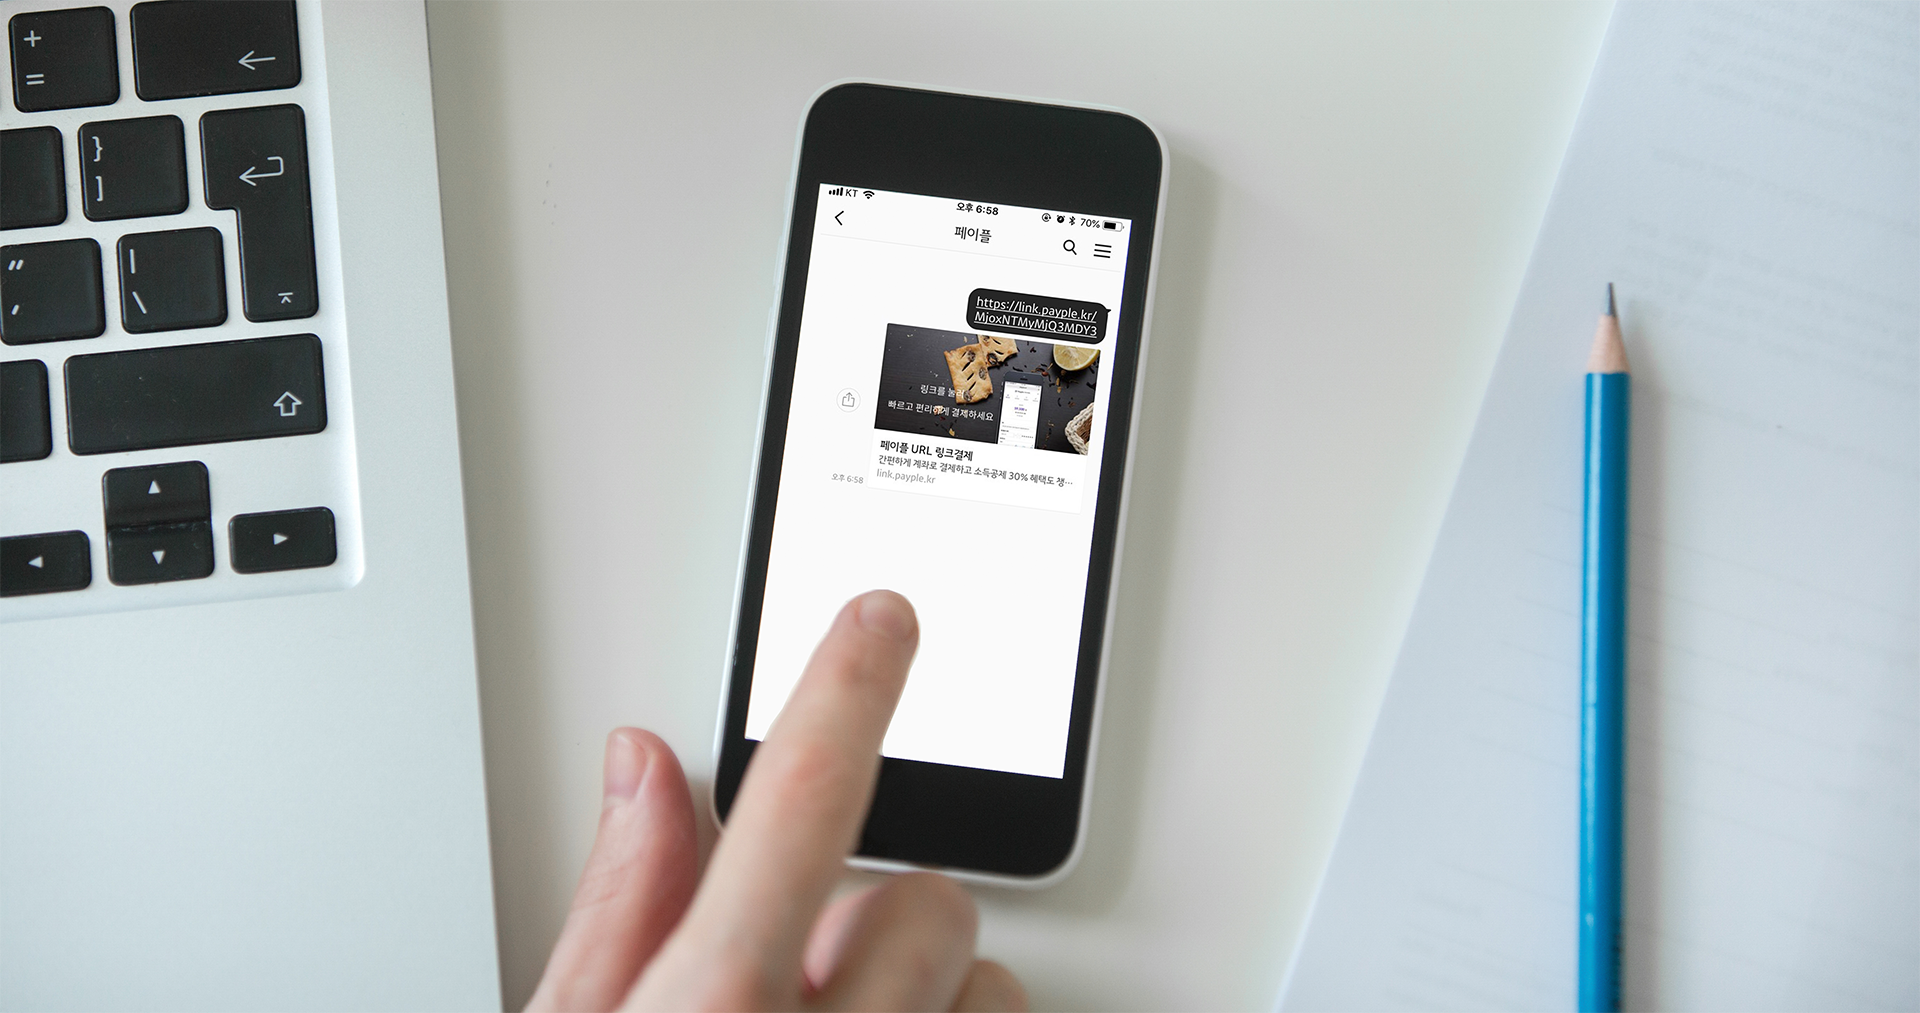 +
=
}
]
"
,
|
\
KT
오후 6:58
70%
페이플
https://link.payple.kr/
MjoxNTMyMjQ3MDY3
링크를 눌러
빠르고 편리하게 결제하세요
페이플 URL 링크결제
간편하게 계좌로 결제하고 소득공제 30% 혜택도 챙...
link.payple.kr
오후 6:58